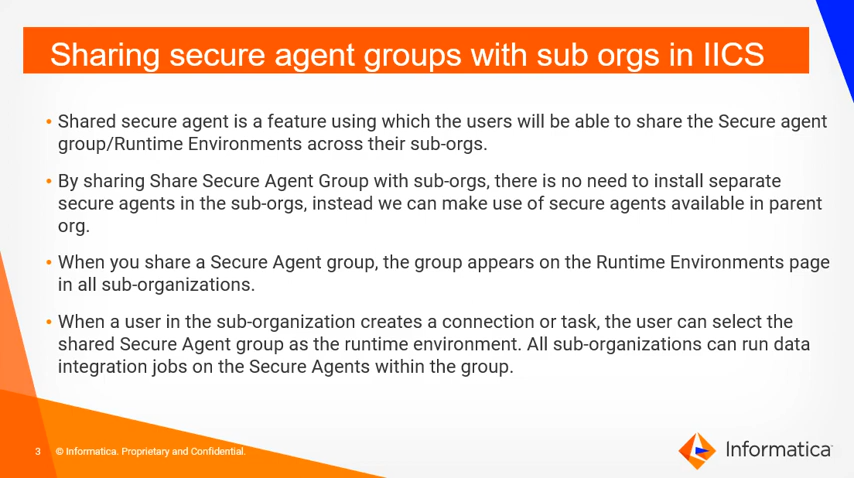 Sharing secure agent groups with sub orgs in IICS
• Shared secure agent is a feature using which the users will be able to share the Secure agent
group/Runtime Environments across their sub-orgs.
• By sharing Share Secure Agent Group with sub-orgs, there is no need to install separate
secure agents in the sub-orgs, instead we can make use of secure agents available in parent
org.
• When you share a Secure Agent group, the group appears on the Runtime Environments page
in all sub-organizations.
• When a user in the sub-organization creates a connection or task, the user can select the
shared Secure Agent group as the runtime environment. All sub-organizations can run data
integration jobs on the Secure Agents within the group.
3 © Informatica. Proprietary and Confidential.
Informatica